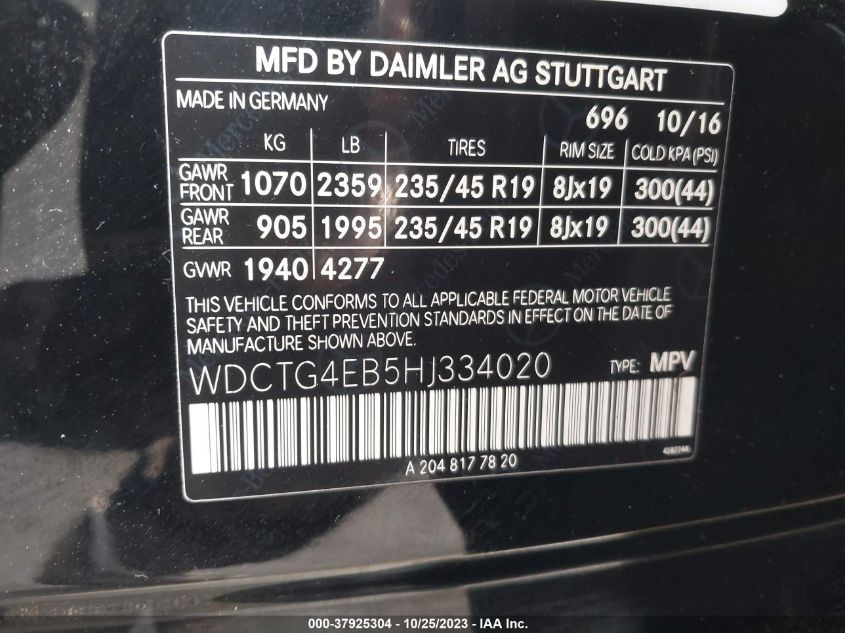 MFD BY DAIMLER AG STUTTGART
MADE IN GERMANY
696 10/16
KG LB TIRES RIM SIZE COLD KPA (PSI)
GAWR FRONT 1070 2359 235/45 R19 8Jx19 300(44)
GAWR REAR 905 1995 235/45 R19 8Jx19 300(44)
GVWR 1940 4277
THIS VEHICLE CONFORMS TO ALL APPLICABLE FEDERAL MOTOR VEHICLE
SAFETY AND THEFT PREVENTION STANDARDS IN EFFECT ON THE DATE OF
MANUFACTURE SHOWN ABOVE.
WDCTG4EB5HJ334020 TYPE: MPV
A 204 817 78 20
000-37925304 - 10/25/2023 - IAA Inc.